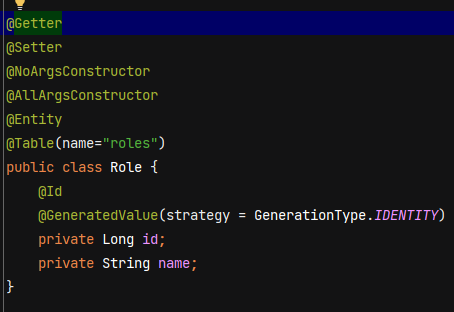 @Getter
@Setter
@NoArgsConstructor
@AllArgsConstructor
@Entity
@Table(name="roles")
public class Role {
    @Id
    @GeneratedValue(strategy = GenerationType.IDENTITY)
    private Long id;
    private String name;
}